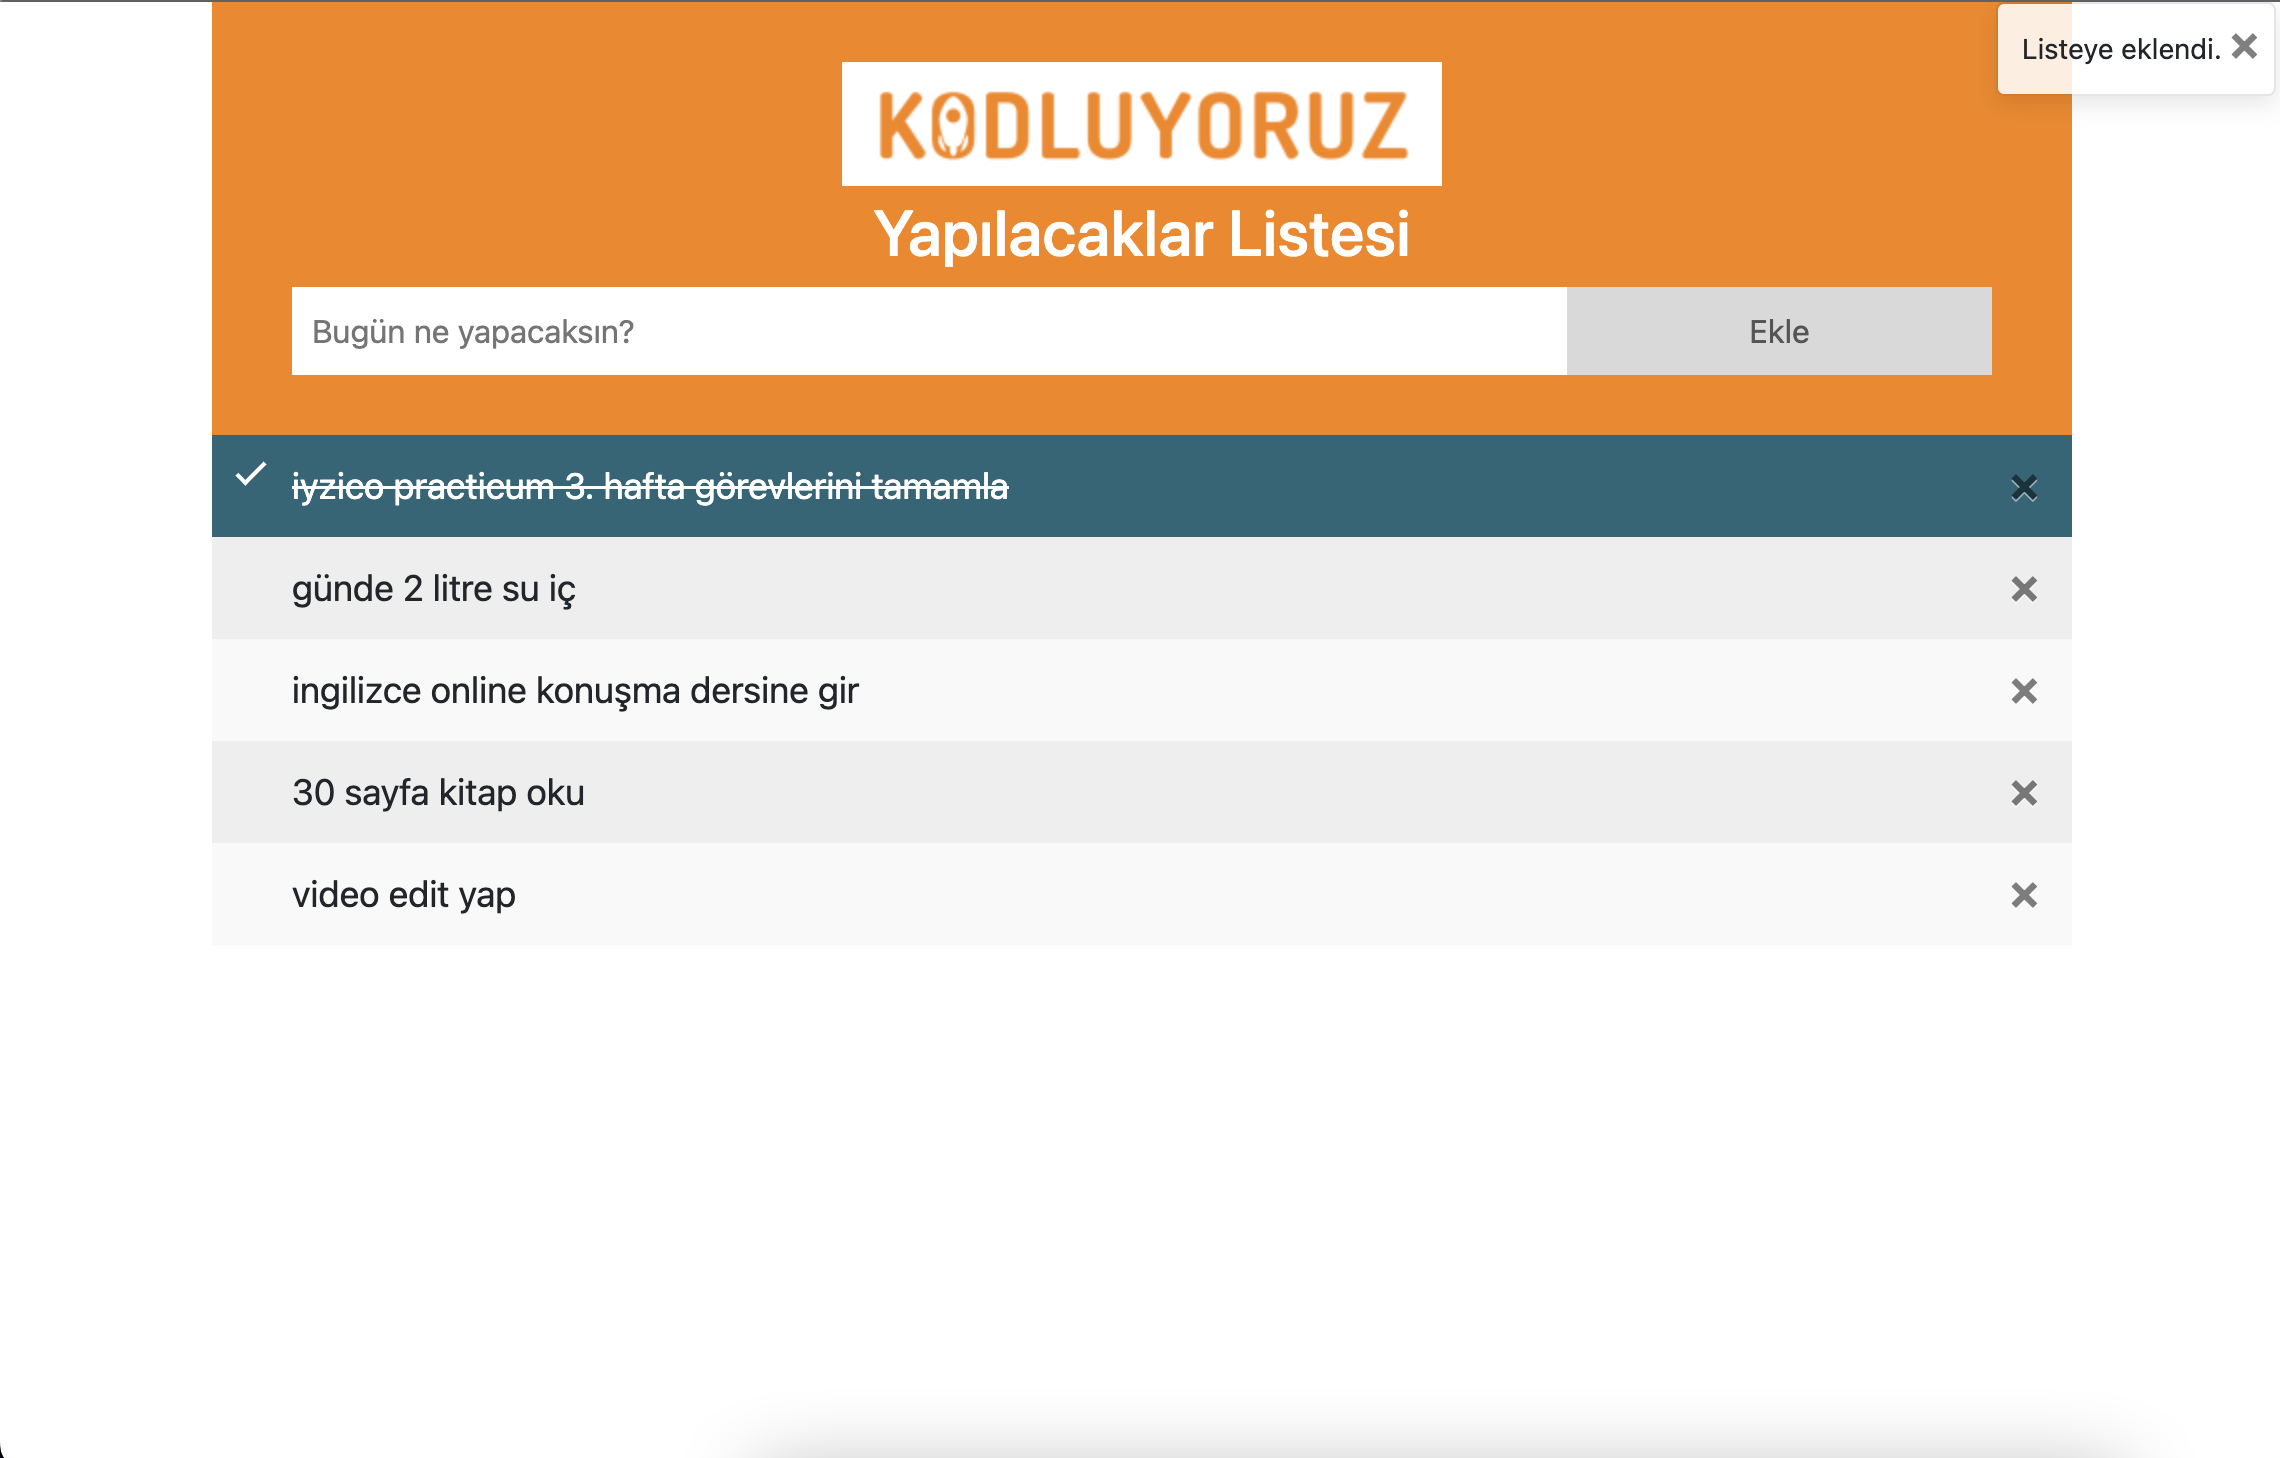 Listeye eklendi.
KODLUYORUZ
Yapılacaklar Listesi
Bugün ne yapacaksın?
Ekle
iyzico practicum 3. hafta görevlerini tamamla
günde 2 litre su iç
ingilizce online konuşma dersine gir
30 sayfa kitap oku
video edit yap